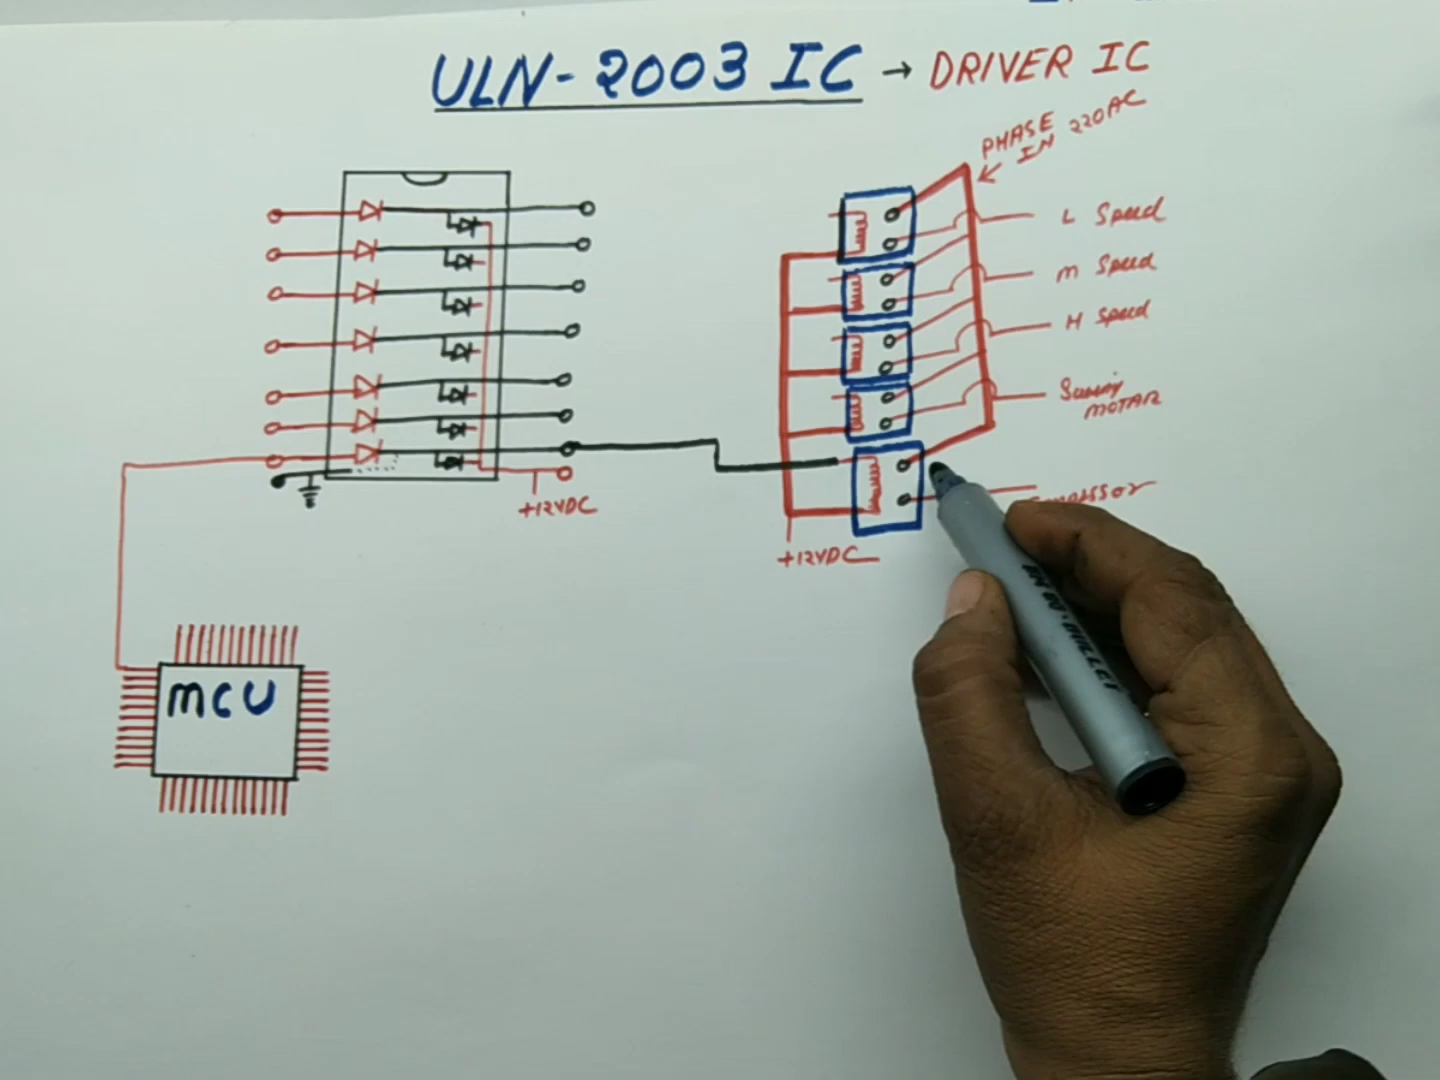 ULN-2003 IC → DRIVER IC
PHASE
IN 220AC
L Speed
M Speed
H Speed
MOTAR
+12VDC
+12VDC
MCU